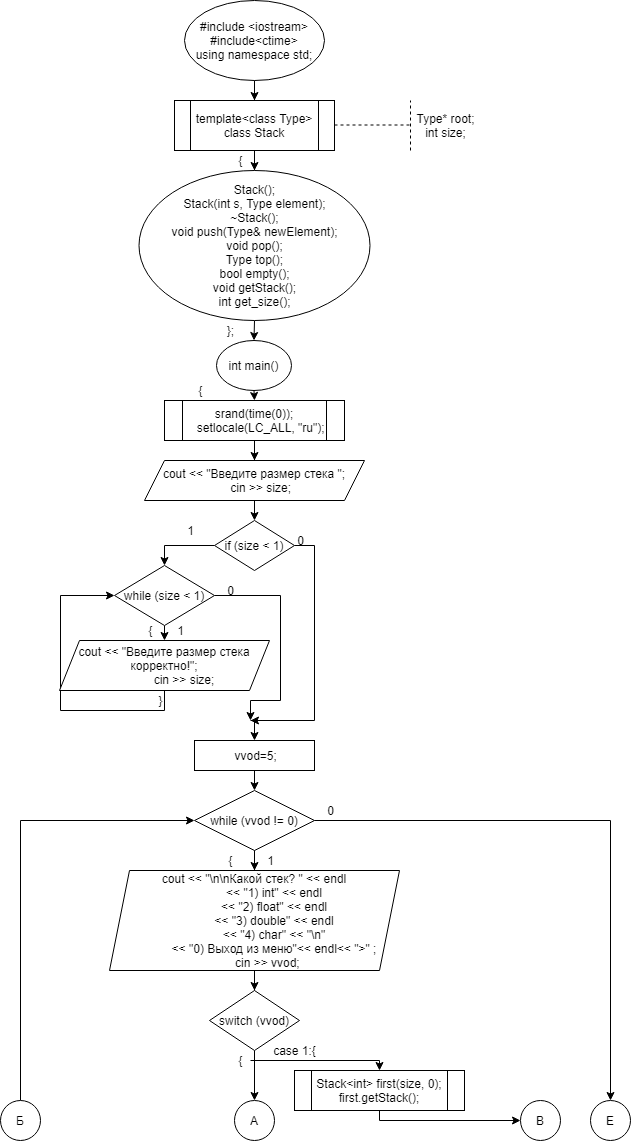 #include <iostream>
#include<ctime>
using namespace std;
template<class Type>
class Stack
Type* root;
int size;
{
Stack();
Stack(int s, Type element);
~Stack();
void push(Type& newElement);
void pop();
Type top();
bool empty();
void getStack();
int get_size();
};
int main()
{
srand(time(0));
setlocale(LC_ALL, "ru");
cout << "Введите размер стека ";
cin >> size;
1
0
if (size < 1)
while (size < 1)
0
{ 1
cout << "Введите размер стека
корректно!";
cin >> size;
}
vvod=5;
while (vvod != 0)
0
{ 1
cout << "\n\nКакой стек? " << endl
<< "1) int" << endl
<< "2) float" << endl
<< "3) double" << endl
<< "4) char" << "\n"
<< "0) Выход из меню"<< endl<< ">" ;
cin >> vvod;
switch (vvod)
{
case 1:{
Stack<int> first(size, 0);
first.getStack();
Б
А
В
Е